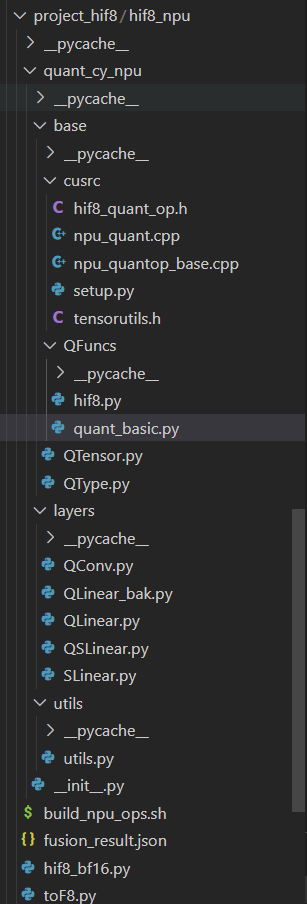 project_hif8 / hif8_npu
__pycache__
quant_cy_npu
__pycache__
base
__pycache__
cusrc
hif8_quant_op.h
npu_quant.cpp
npu_quantop_base.cpp
setup.py
tensorutils.h
QFuncs
__pycache__
hif8.py
quant_basic.py
QTensor.py
QType.py
layers
__pycache__
QConv.py
QLinear_bak.py
QLinear.py
QSLinear.py
SLinear.py
utils
__pycache__
utils.py
__init__.py
build_npu_ops.sh
fusion_result.json
hif8_bf16.py
toF8.py